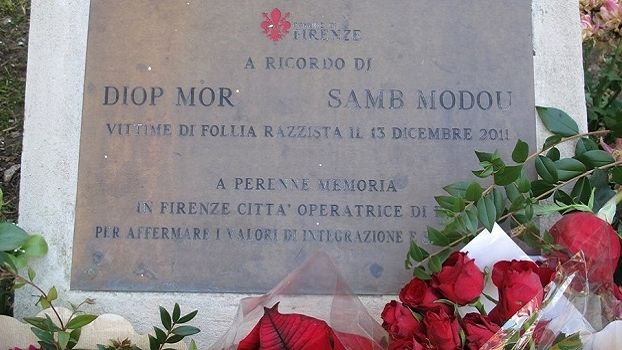 COMUNE DI
FIRENZE
A RICORDO DI
DIOP MOR SAMB MODOU
VITTIME DI FOLLIA RAZZISTA IL 13 DICEMBRE 2011
A PERENNE MEMORIA
IN FIRENZE CITTA' OPERATRICE DI
PER AFFERMARE I VALORI DI INTEGRAZIONE E